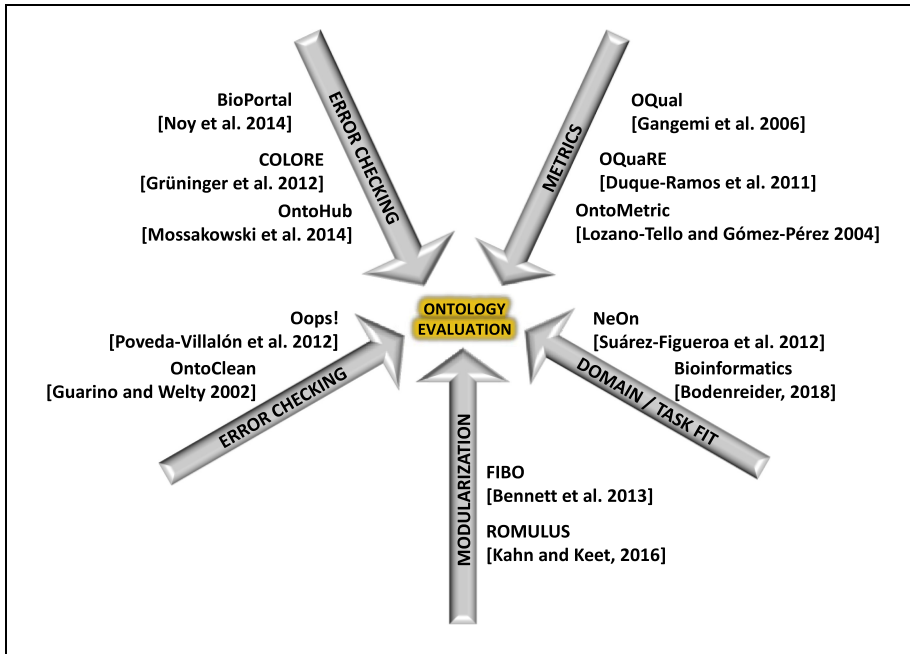 ERROR CHECKING
BioPortal
[Noy et al. 2014]
COLORE
[Grüninger et al. 2012]
OntoHub
[Mossakowski et al. 2014]
METRICS
OQual
[Gangemi et al. 2006]
OQuaRE
[Duque-Ramos et al. 2011]
OntoMetric
[Lozano-Tello and Gómez-Pérez 2004]
ONTOLOGY
EVALUATION
Oops!
[Poveda-Villalón et al. 2012]
OntoClean
[Guarino and Welty 2002]
ERROR CHECKING
NeOn
[Suárez-Figueroa et al. 2012]
Bioinformatics
[Bodenreider, 2018]
DOMAIN / TASK FIT
MODULARIZATION
FIBO
[Bennett et al. 2013]
ROMULUS
[Kahn and Keet, 2016]